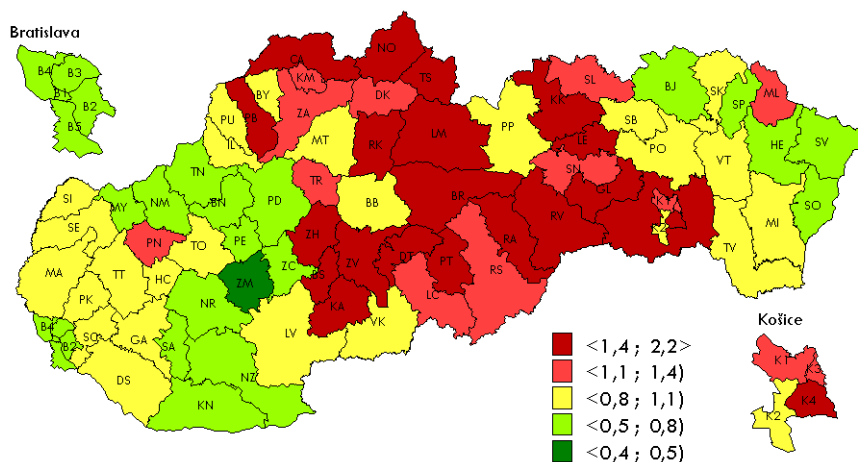 Bratislava
B4 B3
B1
B2
B5
CA NO
KM TS
BY DK
PU PB ZA
IL MT RK LM PP
KK SL BJ SK SP ML
LE SB PO HE SV
SN GL VT SO
TN BN PD TR BB BR RV K1
SI MY NM
SE PN TO PE ZH RA MI
MA TT HC ZM ZC BS ZV DT PT RS TV
PK NR KA LC
B4 B2 SC GA SA LV VK
DS NZ
KN
Košice
K1 K3
K4
K2
<1,4 ; 2,2>
<1,1 ; 1,4)
<0,8 ; 1,1)
<0,5 ; 0,8)
<0,4 ; 0,5)